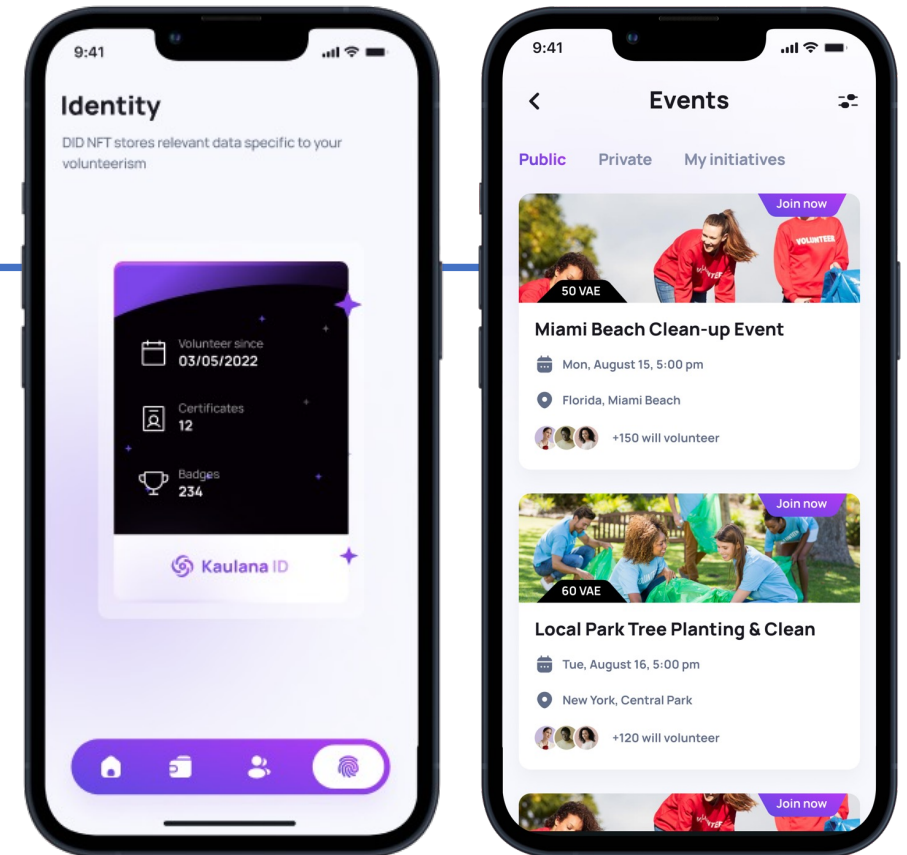 9:41
Identity
DID NFT stores relevant data specific to your
volunteerism
Volunteer since
03/05/2022
Certificates
12
Badges
234
Kaulana ID
9:41
Events
Public Private My initiatives
Join now
VOLUNTEER
50 VAE
Miami Beach Clean-up Event
Mon, August 15, 5:00 pm
Florida, Miami Beach
+150 will volunteer
Join now
60 VAE
Local Park Tree Planting & Clean
Tue, August 16, 5:00 pm
New York, Central Park
+120 will volunteer
Join now